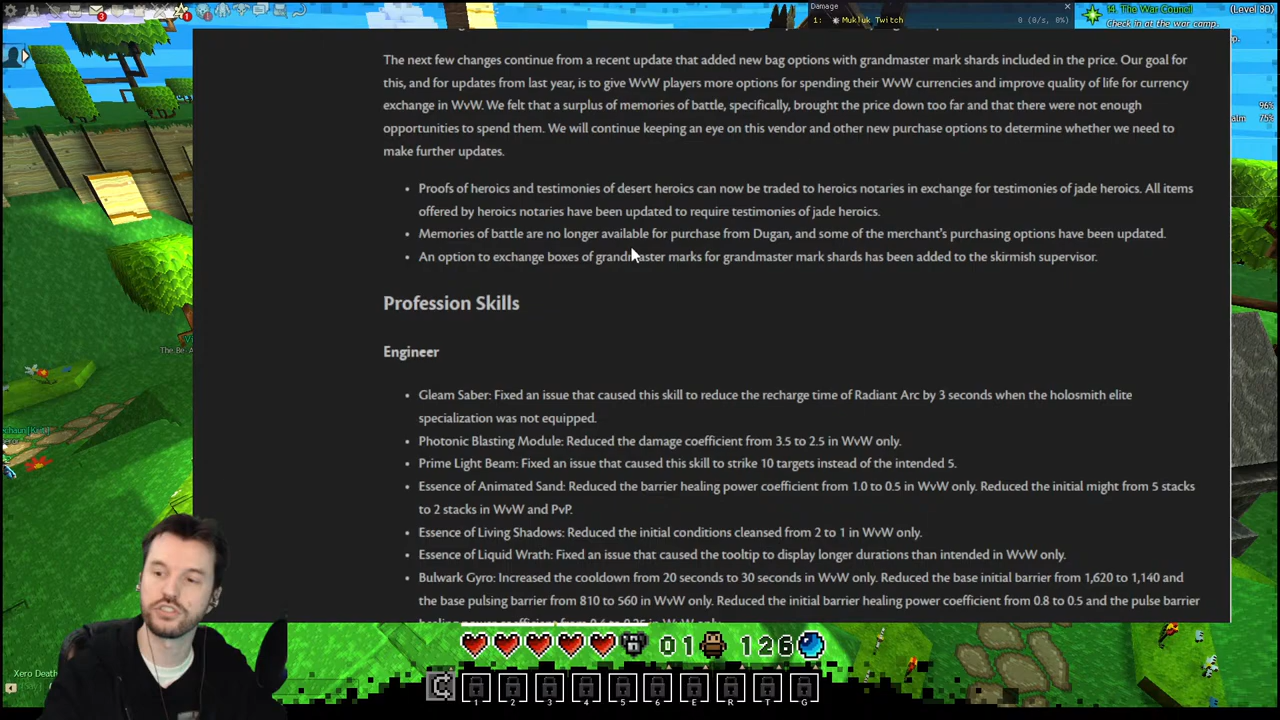 Damage
1: Mukluk Twitch 0 (0/s, 0%)
14. The War Council (Level 80)
Check in at the war camp.
96%
75%
The next few changes continue from a recent update that added new bag options with grandmaster mark shards included in the price. Our goal for
this, and for updates from last year, is to give WvW players more options for spending their WvW currencies and improve quality of life for currency
exchange in WvW. We felt that a surplus of memories of battle, specifically, brought the price down too far and that there were not enough
opportunities to spend them. We will continue keeping an eye on this vendor and other new purchase options to determine whether we need to
make further updates.
• Proofs of heroics and testimonies of desert heroics can now be traded to heroics notaries in exchange for testimonies of jade heroics. All items
offered by heroics notaries have been updated to require testimonies of jade heroics.
• Memories of battle are no longer available for purchase from Dugan, and some of the merchant's purchasing options have been updated.
• An option to exchange boxes of grandmaster marks for grandmaster mark shards has been added to the skirmish supervisor.
Profession Skills
Engineer
• Gleam Saber: Fixed an issue that caused this skill to reduce the recharge time of Radiant Arc by 3 seconds when the holosmith elite
specialization was not equipped.
• Photonic Blasting Module: Reduced the damage coefficient from 3.5 to 2.5 in WvW only.
• Prime Light Beam: Fixed an issue that caused this skill to strike 10 targets instead of the intended 5.
• Essence of Animated Sand: Reduced the barrier healing power coefficient from 1.0 to 0.5 in WvW only. Reduced the initial might from 5 stacks
to 2 stacks in WvW and PvP.
• Essence of Living Shadows: Reduced the initial conditions cleansed from 2 to 1 in WvW only.
• Essence of Liquid Wrath: Fixed an issue that caused the tooltip to display longer durations than intended in WvW only.
• Bulwark Gyro: Increased the cooldown from 20 seconds to 30 seconds in WvW only. Reduced the base initial barrier from 1,620 to 1,140 and
the base pulsing barrier from 810 to 560 in WvW only. Reduced the initial barrier healing power coefficient from 0.8 to 0.5 and the pulse barrier
01 126
1 2 3 4 5 6 E R T G
Xero Death